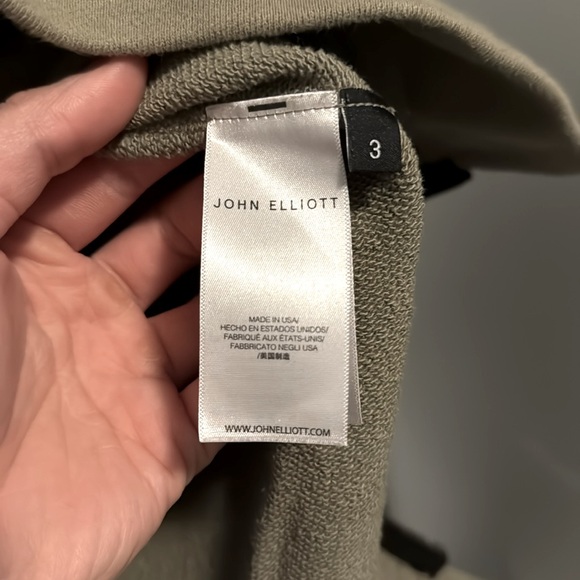 3
JOHN ELLIOTT
MADE IN USA/
HECHO EN ESTADOS UNIDOS/
FABRIQUÉ AUX ÉTATS-UNIS/
FABBRICATO NEGLI USA
/美国制造
WWW.JOHNELLIOTT.COM